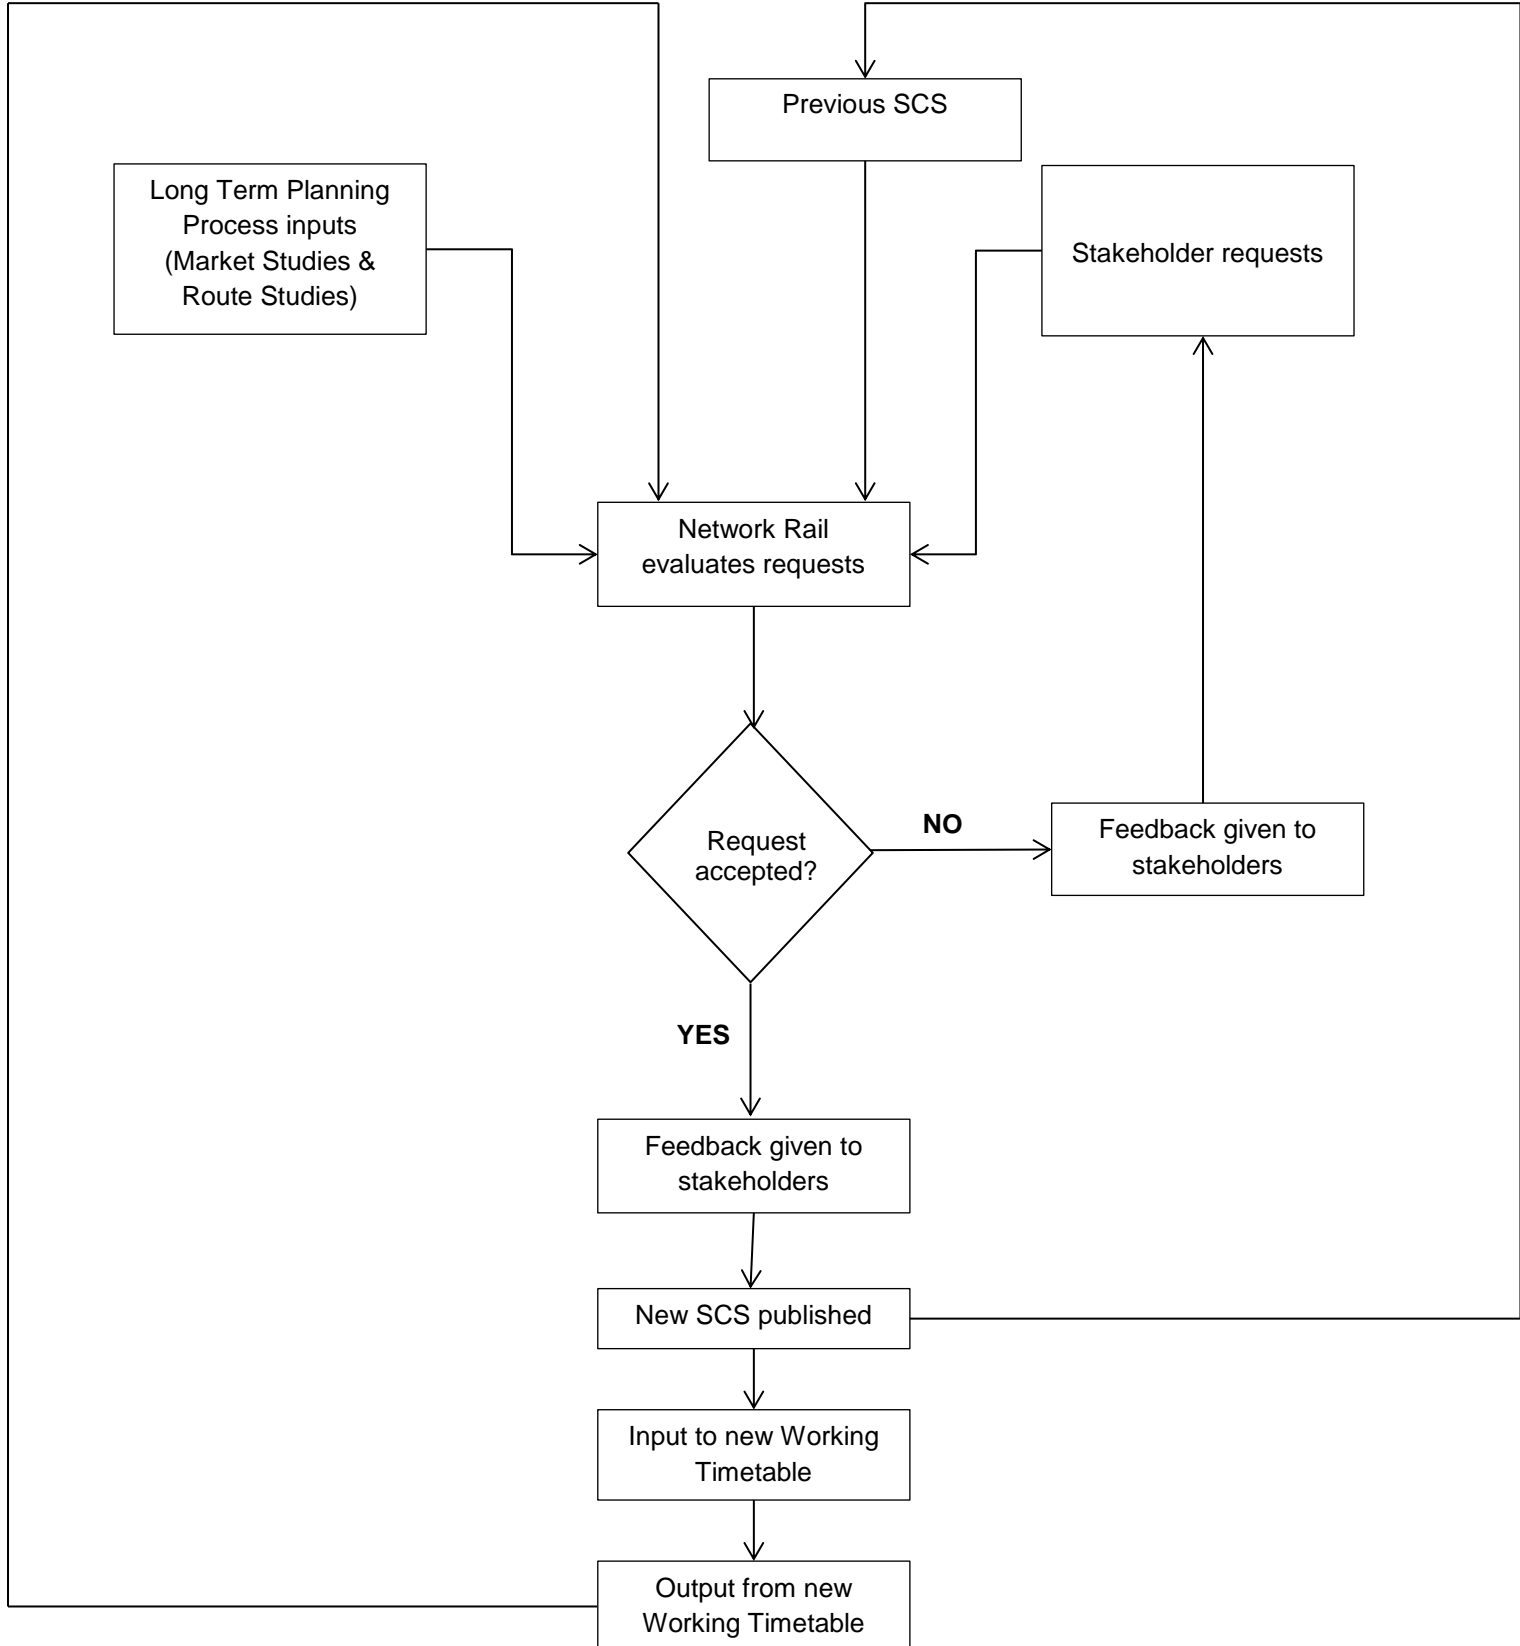 Previous SCS
Long Term Planning
Process inputs
(Market Studies &
Route Studies)
Stakeholder requests
Network Rail
evaluates requests
Request
accepted?
NO
Feedback given to
stakeholders
YES
Feedback given to
stakeholders
New SCS published
Input to new Working
Timetable
Output from new
Working Timetable